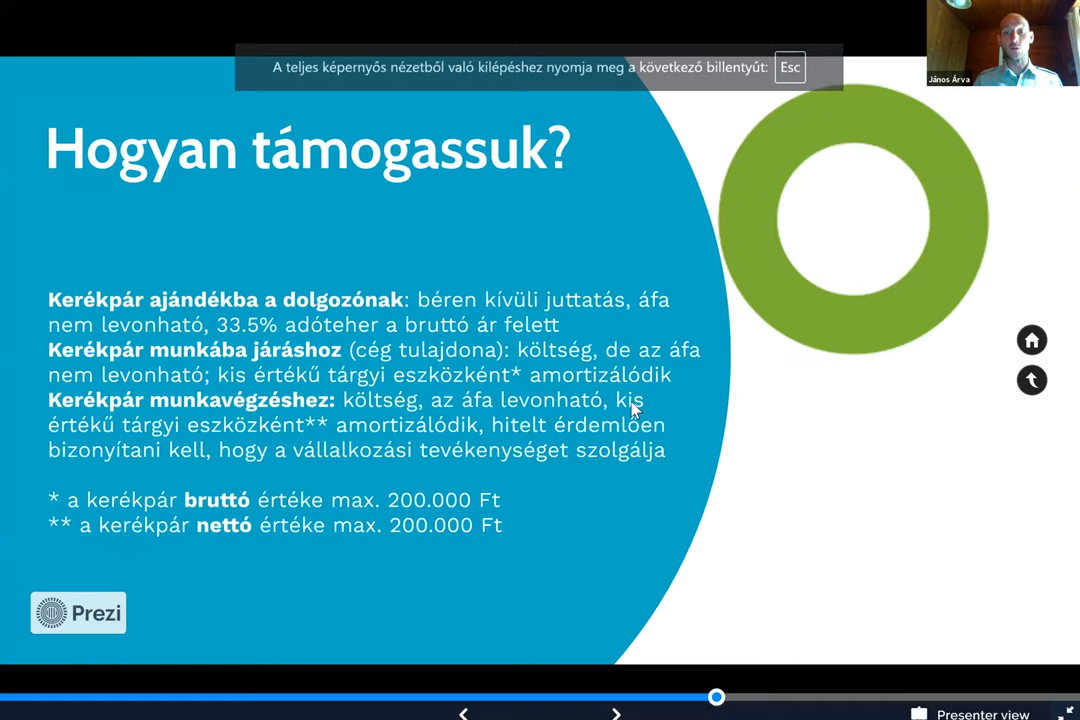 A teljes képernyős nézetből való kilépéshez nyomja meg a következő billentyűt: Esc
János Árva
Hogyan támogassuk?
Kerékpár ajándékba a dolgozónak: béren kívüli juttatás, áfa
nem levonható, 33.5% adóteher a bruttó ár felett
Kerékpár munkába járáshoz (cég tulajdona): költség, de az áfa
nem levonható; kis értékű tárgyi eszközként* amortizálódik
Kerékpár munkavégzéshez: költség, az áfa levonható, kis
értékű tárgyi eszközként** amortizálódik, hitelt érdemlően
bizonyítani kell, hogy a vállalkozási tevékenységet szolgálja
* a kerékpár bruttó értéke max. 200.000 Ft
** a kerékpár nettó értéke max. 200.000 Ft
Prezi
Presenter view